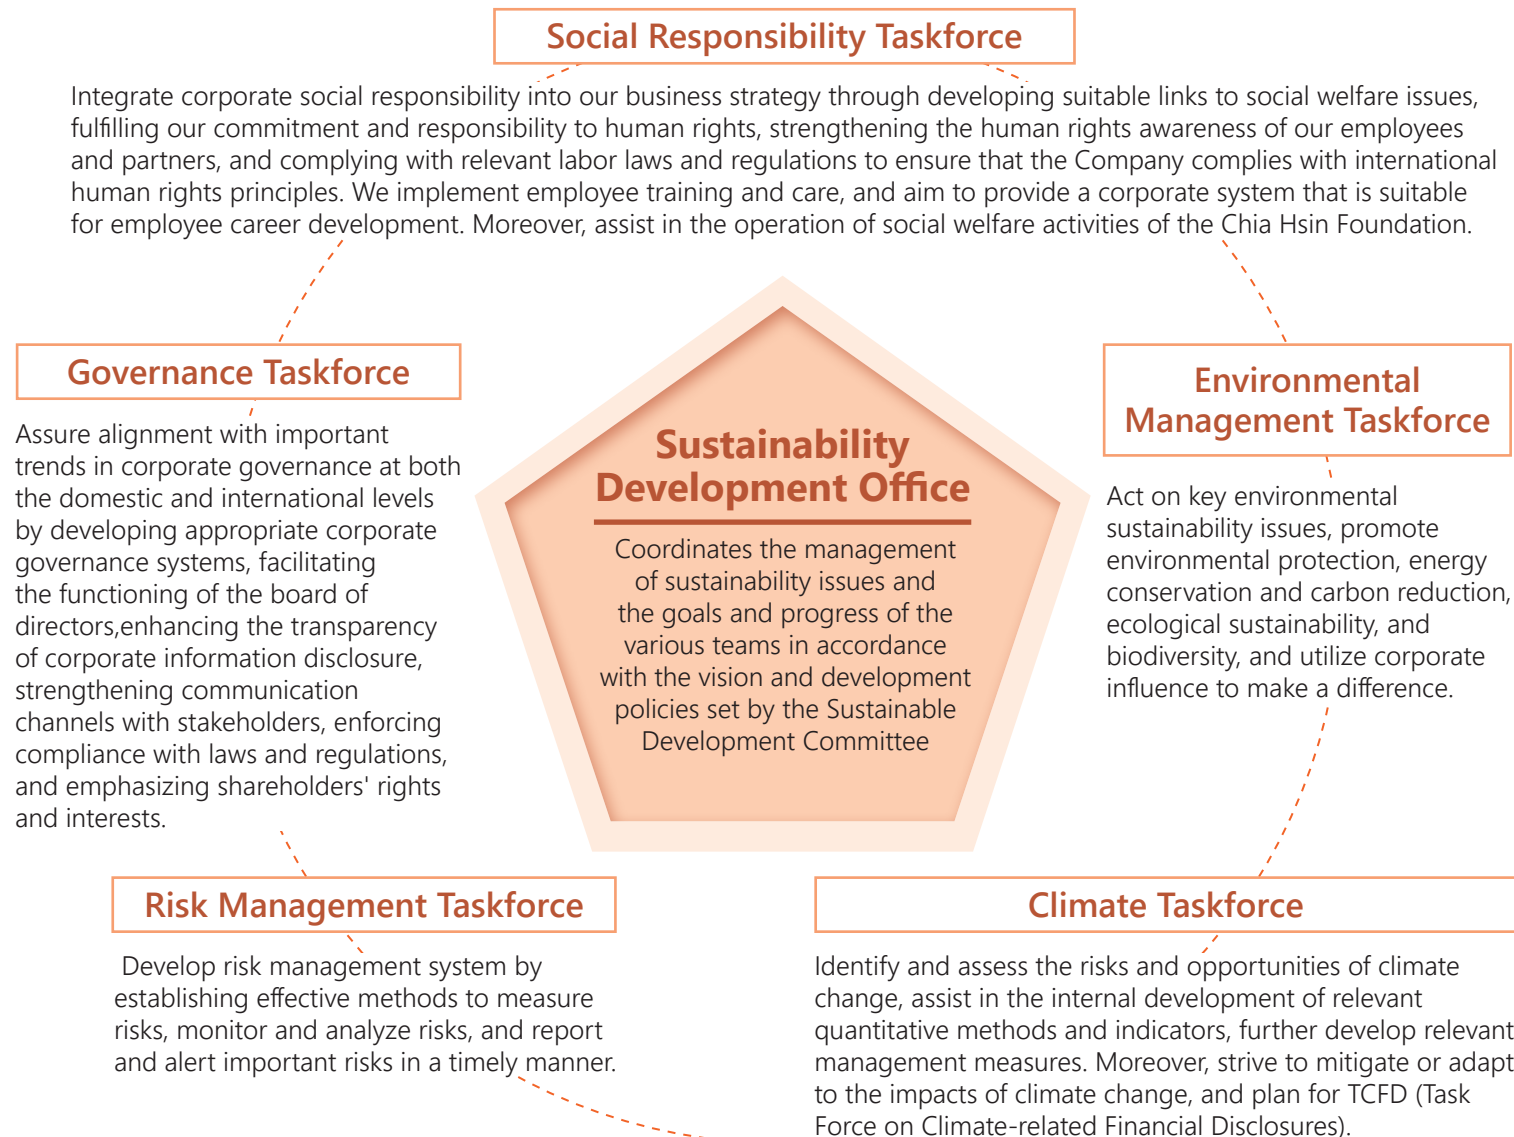 Social Responsibility Taskforce
Integrate corporate social responsibility into our business strategy through developing suitable links to social welfare issues,
fulfilling our commitment and responsibility to human rights, strengthening the human rights awareness of our employees
and partners, and complying with relevant labor laws and regulations to ensure that the Company complies with international
human rights principles. We implement employee training and care, and aim to provide a corporate system that is suitable
for employee career development. Moreover, assist in the operation of social welfare activities of the Chia Hsin Foundation.
Governance Taskforce
Assure alignment with important
trends in corporate governance at both
the domestic and international levels
by developing appropriate corporate
governance systems, facilitating
the functioning of the board of
directors,enhancing the transparency
of corporate information disclosure,
strengthening communication
channels with stakeholders, enforcing
compliance with laws and regulations,
and emphasizing shareholders' rights
and interests.
Sustainability
Development Office
Coordinates the management
of sustainability issues and
the goals and progress of the
various teams in accordance
with the vision and development
policies set by the Sustainable
Development Committee
Environmental
Management Taskforce
Act on key environmental
sustainability issues, promote
environmental protection, energy
conservation and carbon reduction,
ecological sustainability, and
biodiversity, and utilize corporate
influence to make a difference.
Risk Management Taskforce
Develop risk management system by
establishing effective methods to measure
risks, monitor and analyze risks, and report
and alert important risks in a timely manner.
Climate Taskforce
Identify and assess the risks and opportunities of climate
change, assist in the internal development of relevant
quantitative methods and indicators, further develop relevant
management measures. Moreover, strive to mitigate or adapt
to the impacts of climate change, and plan for TCFD (Task
Force on Climate-related Financial Disclosures).